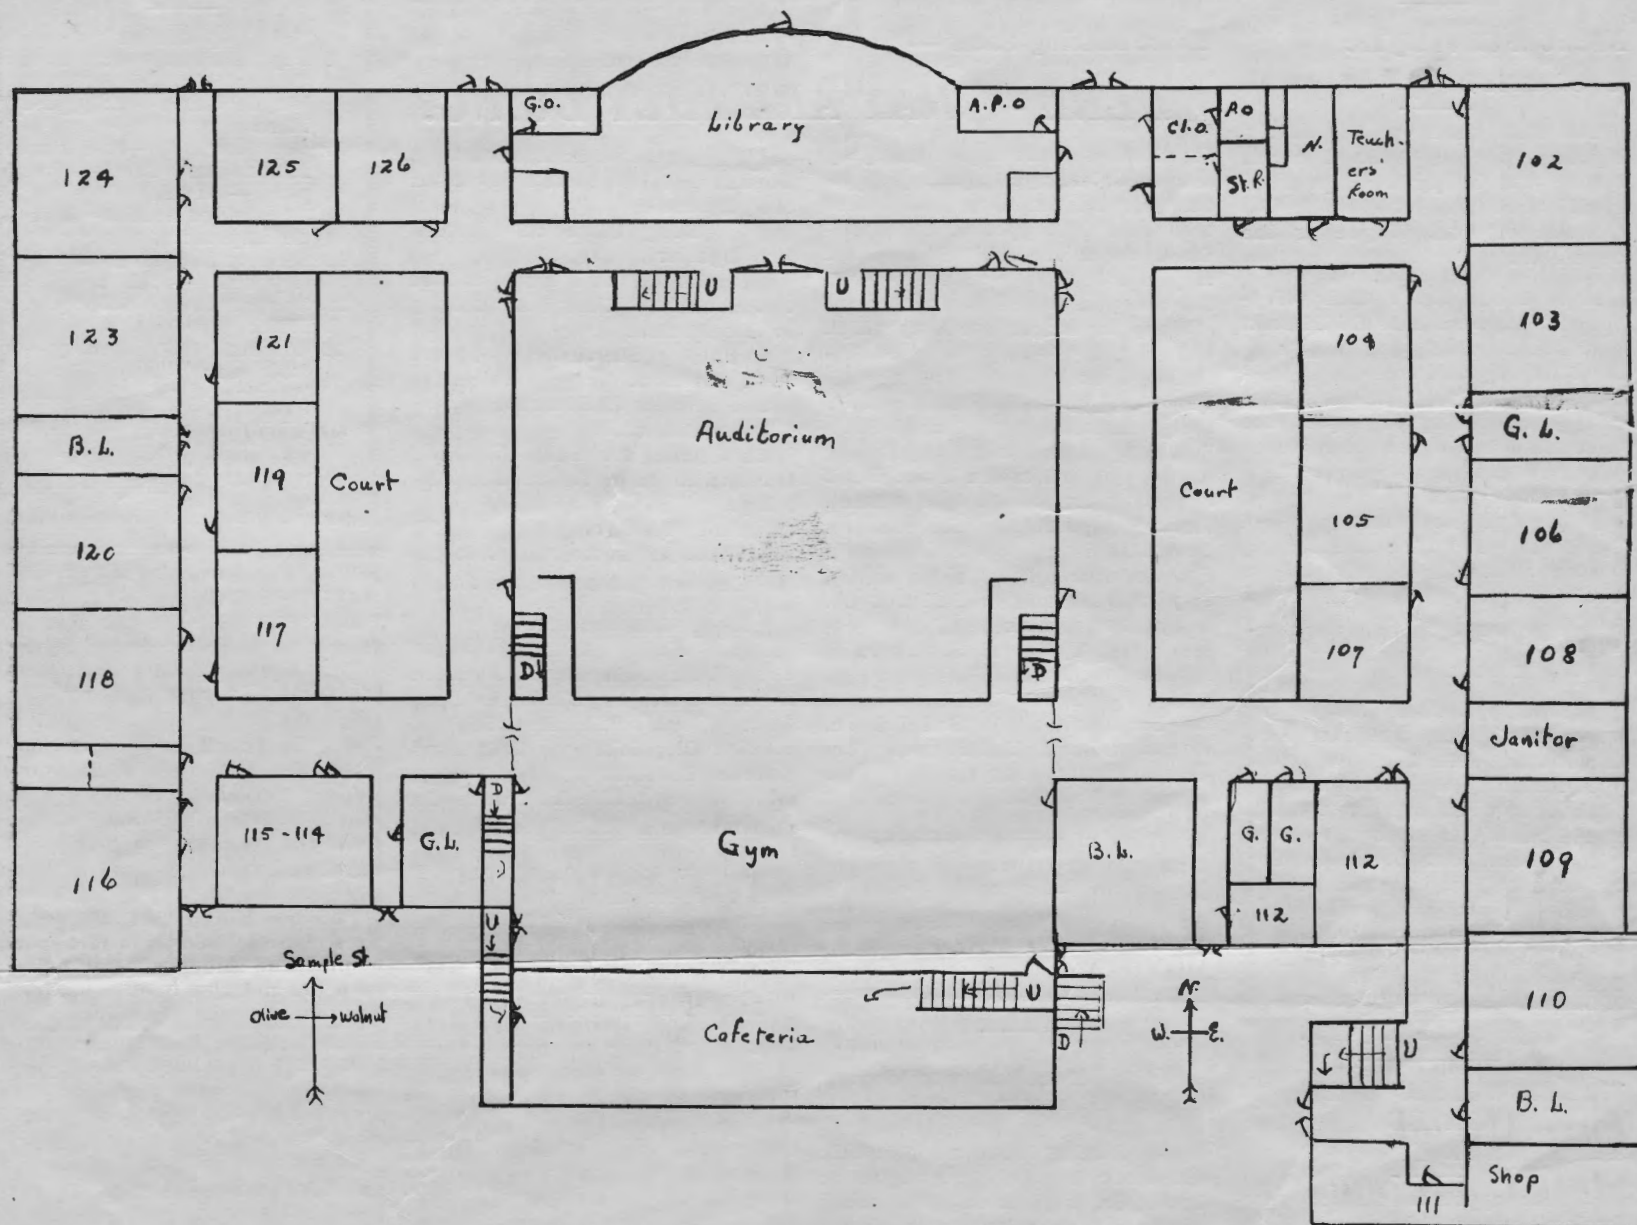 G.O.
Library
A.P.O
Cl.O.
A.O
St.R.
N.
Teach-
ers'
Room
102
124
125
126
U
U
123
121
104
103
B.L.
119
Court
Auditorium
Court
105
G. L.
106
120
117
107
108
118
D
D
Janitor
116
115-114
G.L.
D
U
Gym
B.L.
G.
G.
112
112
109
Sample St.
Olive
Walnut
Cafeteria
U
D
N.
W.
E.
110
U
B. L.
Shop
111